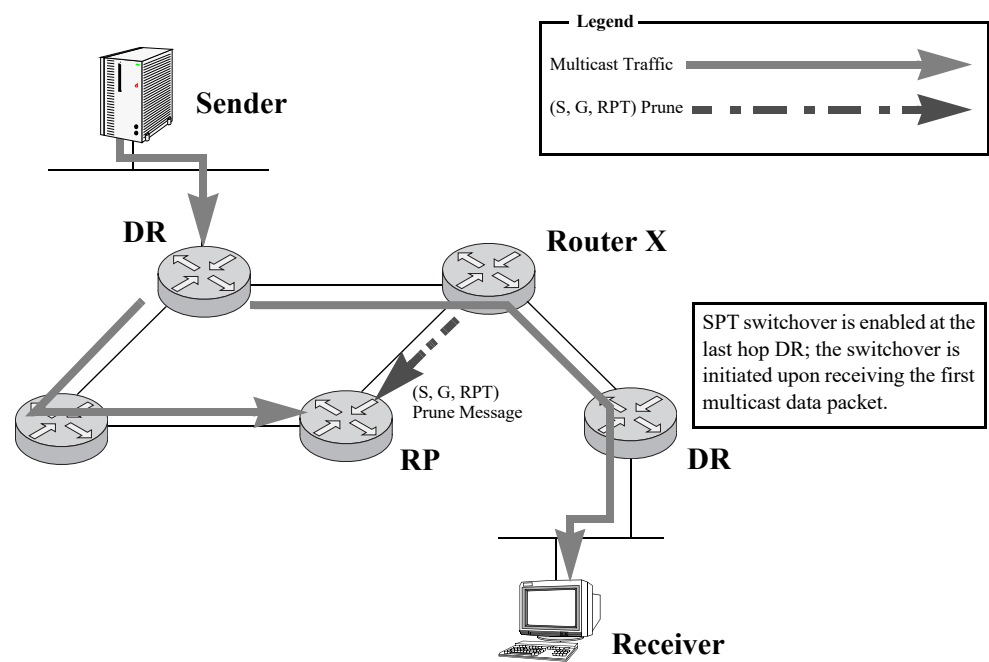 Legend
Multicast Traffic
(S, G, RPT) Prune
Sender
DR
Router X
SPT switchover is enabled at the
last hop DR; the switchover is
initiated upon receiving the first
multicast data packet.
(S, G, RPT)
Prune Message
RP
DR
Receiver